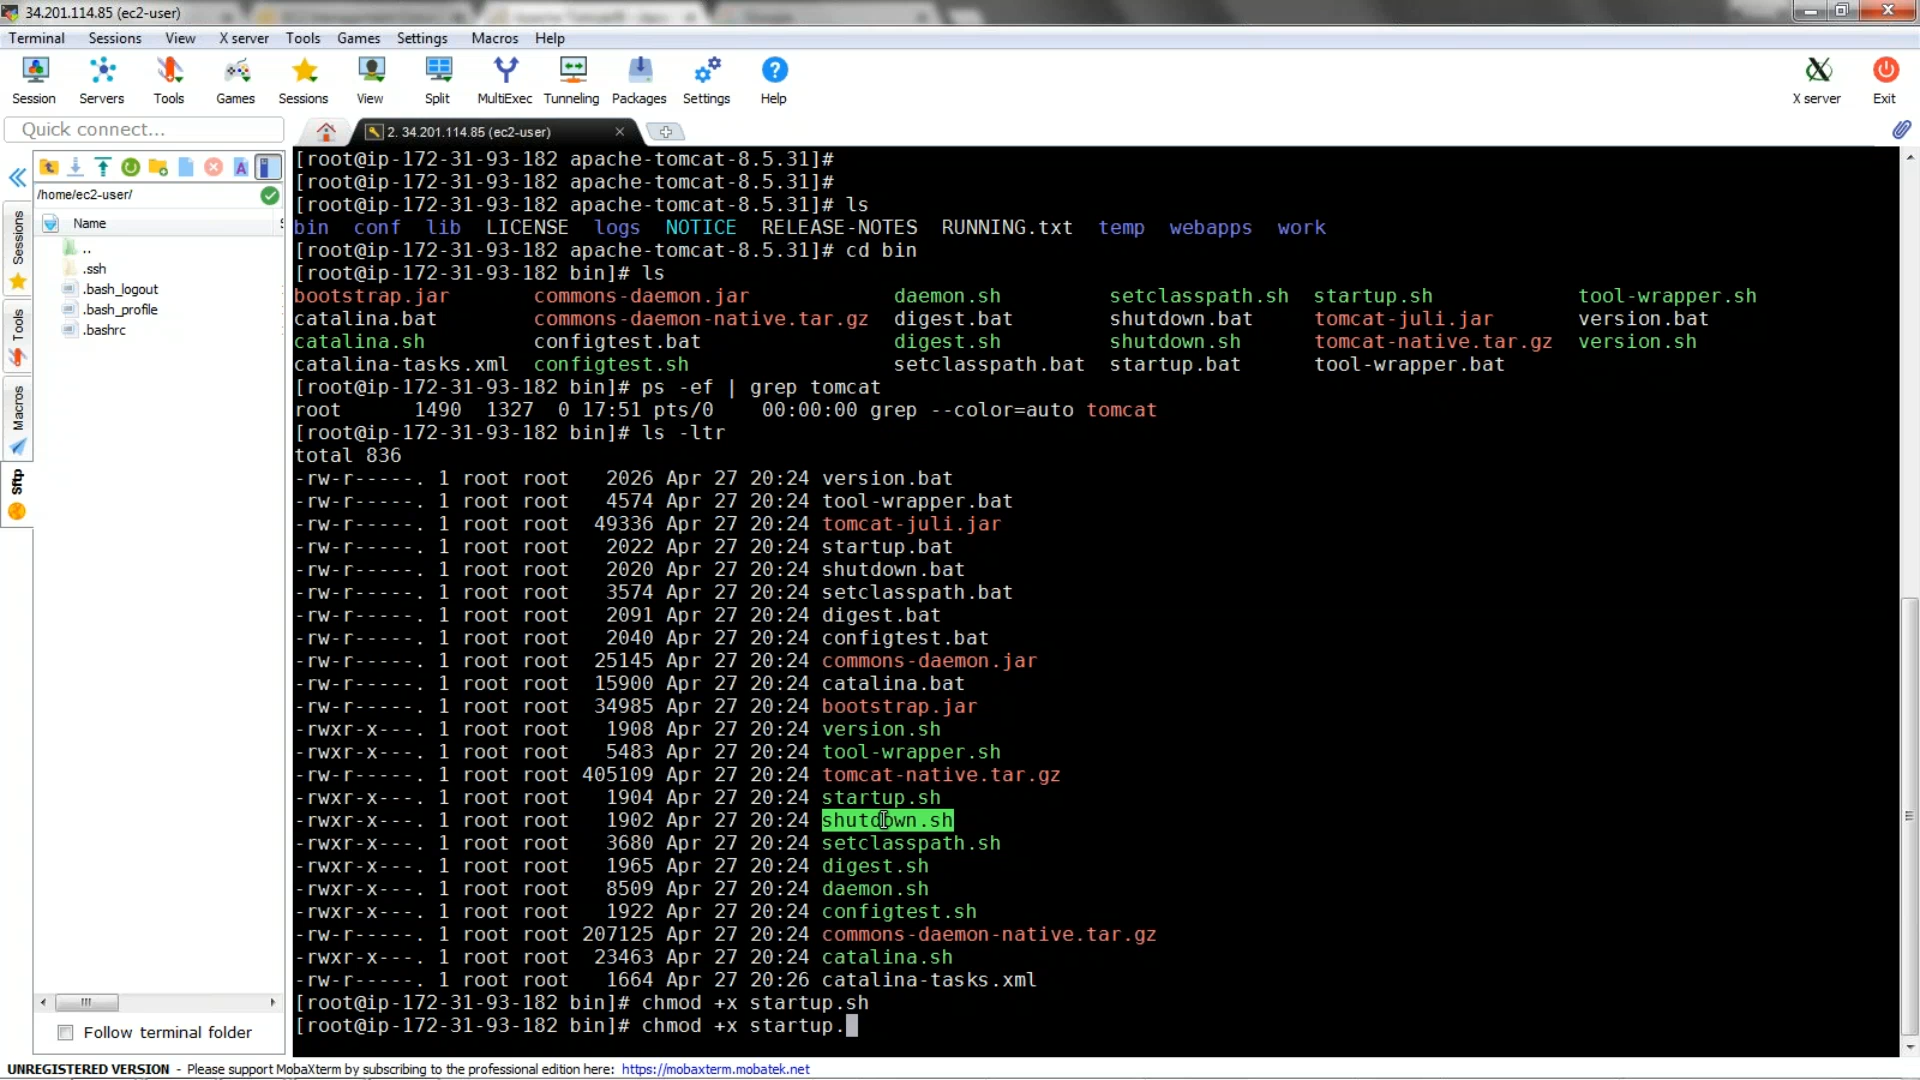 34.201.114.85 (ec2-user)
Terminal Sessions View X server Tools Games Settings Macros Help
Session Servers Tools Games Sessions View Split MultiExec Tunneling Packages Settings Help X server Exit
Quick connect...
2. 34.201.114.85 (ec2-user)
/home/ec2-user/
Name
..
.ssh
.bash_logout
.bash_profile
.bashrc
Sessions
Tools
Macros
Sftp
Follow terminal folder
[root@ip-172-31-93-182 apache-tomcat-8.5.31]#
[root@ip-172-31-93-182 apache-tomcat-8.5.31]#
[root@ip-172-31-93-182 apache-tomcat-8.5.31]# ls
bin conf lib LICENSE logs NOTICE RELEASE-NOTES RUNNING.txt temp webapps work
[root@ip-172-31-93-182 apache-tomcat-8.5.31]# cd bin
[root@ip-172-31-93-182 bin]# ls
bootstrap.jar commons-daemon.jar daemon.sh setclasspath.sh startup.sh tool-wrapper.sh
catalina.bat commons-daemon-native.tar.gz digest.bat shutdown.bat tomcat-juli.jar version.bat
catalina.sh configtest.bat digest.sh shutdown.sh tomcat-native.tar.gz version.sh
catalina-tasks.xml configtest.sh setclasspath.bat startup.bat tool-wrapper.bat
[root@ip-172-31-93-182 bin]# ps -ef | grep tomcat
root 1490 1327 0 17:51 pts/0 00:00:00 grep --color=auto tomcat
[root@ip-172-31-93-182 bin]# ls -ltr
total 836
-rw-r-----. 1 root root 2026 Apr 27 20:24 version.bat
-rw-r-----. 1 root root 4574 Apr 27 20:24 tool-wrapper.bat
-rw-r-----. 1 root root 49336 Apr 27 20:24 tomcat-juli.jar
-rw-r-----. 1 root root 2022 Apr 27 20:24 startup.bat
-rw-r-----. 1 root root 2020 Apr 27 20:24 shutdown.bat
-rw-r-----. 1 root root 3574 Apr 27 20:24 setclasspath.bat
-rw-r-----. 1 root root 2091 Apr 27 20:24 digest.bat
-rw-r-----. 1 root root 2040 Apr 27 20:24 configtest.bat
-rw-r-----. 1 root root 25145 Apr 27 20:24 commons-daemon.jar
-rw-r-----. 1 root root 15900 Apr 27 20:24 catalina.bat
-rw-r-----. 1 root root 34985 Apr 27 20:24 bootstrap.jar
-rwxr-x---. 1 root root 1908 Apr 27 20:24 version.sh
-rwxr-x---. 1 root root 5483 Apr 27 20:24 tool-wrapper.sh
-rw-r-----. 1 root root 405109 Apr 27 20:24 tomcat-native.tar.gz
-rwxr-x---. 1 root root 1904 Apr 27 20:24 startup.sh
-rwxr-x---. 1 root root 1902 Apr 27 20:24 shutdown.sh
-rwxr-x---. 1 root root 3680 Apr 27 20:24 setclasspath.sh
-rwxr-x---. 1 root root 1965 Apr 27 20:24 digest.sh
-rwxr-x---. 1 root root 8509 Apr 27 20:24 daemon.sh
-rwxr-x---. 1 root root 1922 Apr 27 20:24 configtest.sh
-rw-r-----. 1 root root 207125 Apr 27 20:24 commons-daemon-native.tar.gz
-rwxr-x---. 1 root root 23463 Apr 27 20:24 catalina.sh
-rw-r-----. 1 root root 1664 Apr 27 20:26 catalina-tasks.xml
[root@ip-172-31-93-182 bin]# chmod +x startup.sh
[root@ip-172-31-93-182 bin]# chmod +x startup.
UNREGISTERED VERSION - Please support MobaXterm by subscribing to the professional edition here: https://mobaxterm.mobatek.net